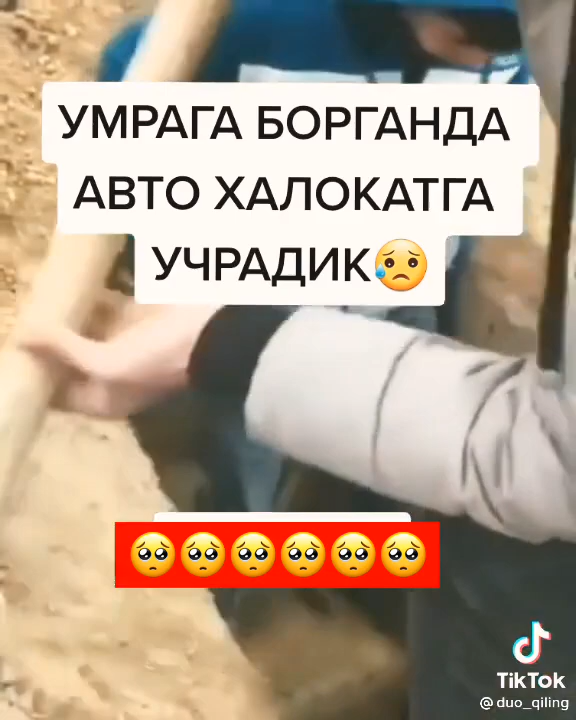 УМРАГА БОРГАНДА
АВТО ХАЛОКАТГА
УЧРАДИК😥
🥺🥺🥺🥺🥺🥺
TikTok
@duo_qiling